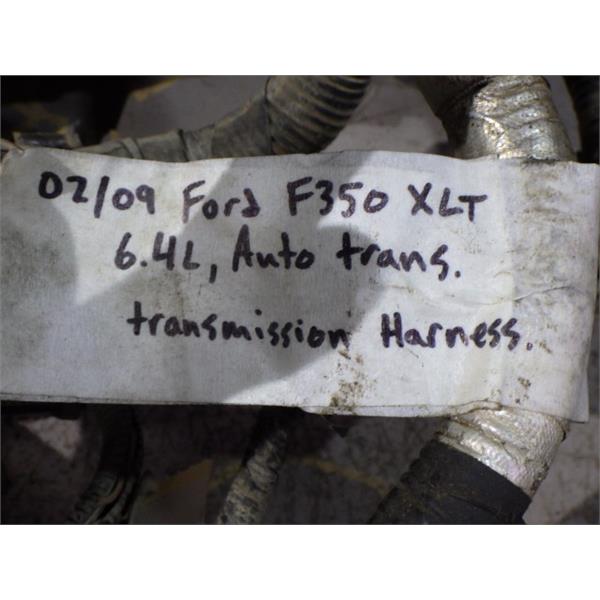 02/09 Ford F350 XLT
6.4L, Auto trans.
transmission Harness.